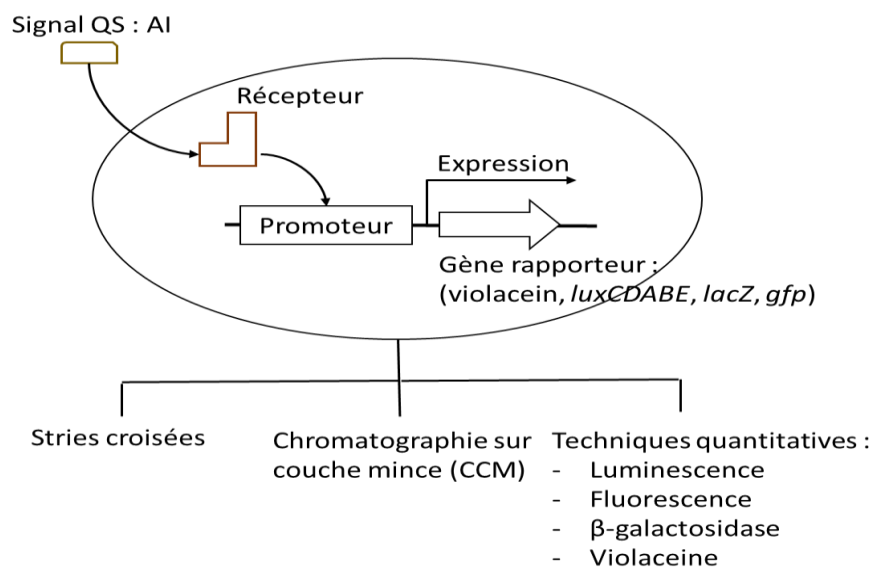 Signal QS : AI
Récepteur
Expression
Promoteur
Gène rapporteur :
(violacein, luxCDABE, lacZ, gfp)
Stries croisées
Chromatographie sur
couche mince (CCM)
Techniques quantitatives :
- Luminescence
- Fluorescence
- β-galactosidase
- Violaceine